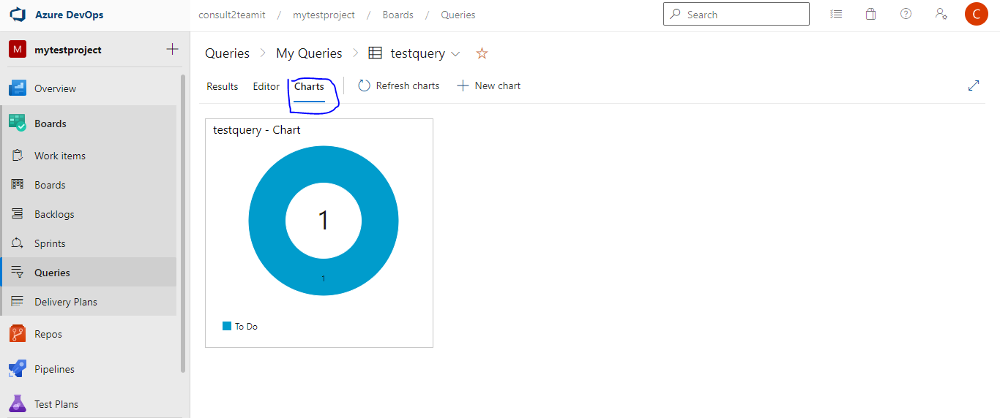 Azure DevOps
consult2teamit / mytestproject / Boards / Queries
Search
C
M mytestproject
Queries > My Queries > testquery
Results Editor Charts Refresh charts New chart
Overview
Boards
Work items
Boards
Backlogs
Sprints
Queries
Delivery Plans
Repos
Pipelines
Test Plans
testquery - Chart
1
1
To Do